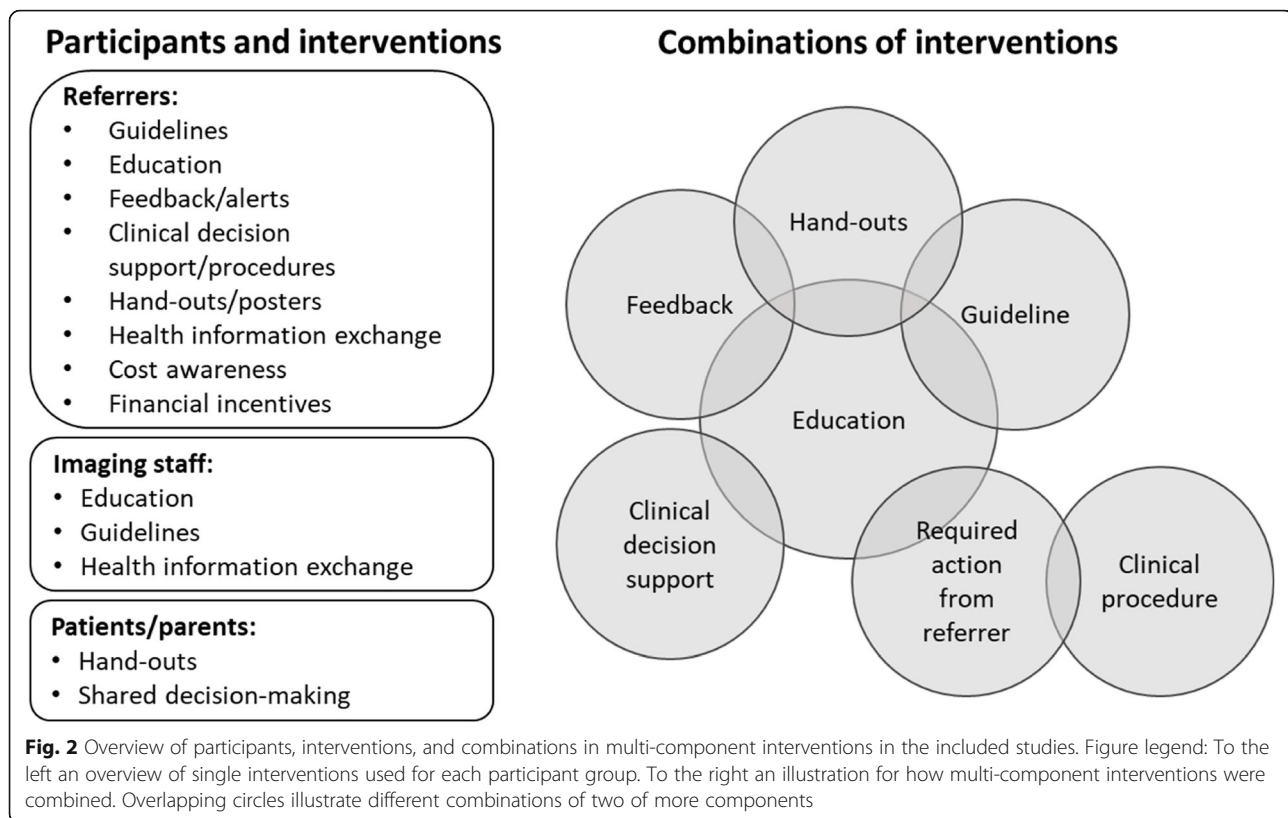 Participants and interventions
Referrers:
• Guidelines
• Education
• Feedback/alerts
• Clinical decision
support/procedures
• Hand-outs/posters
• Health information exchange
• Cost awareness
• Financial incentives
Imaging staff:
• Education
• Guidelines
• Health information exchange
Patients/parents:
• Hand-outs
• Shared decision-making
Combinations of interventions
Hand-outs
Feedback
Guideline
Education
Clinical
decision
support
Required
action
from
referrer
Clinical
procedure
Fig. 2 Overview of participants, interventions, and combinations in multi-component interventions in the included studies. Figure legend: To the
left an overview of single interventions used for each participant group. To the right an illustration for how multi-component interventions were
combined. Overlapping circles illustrate different combinations of two of more components